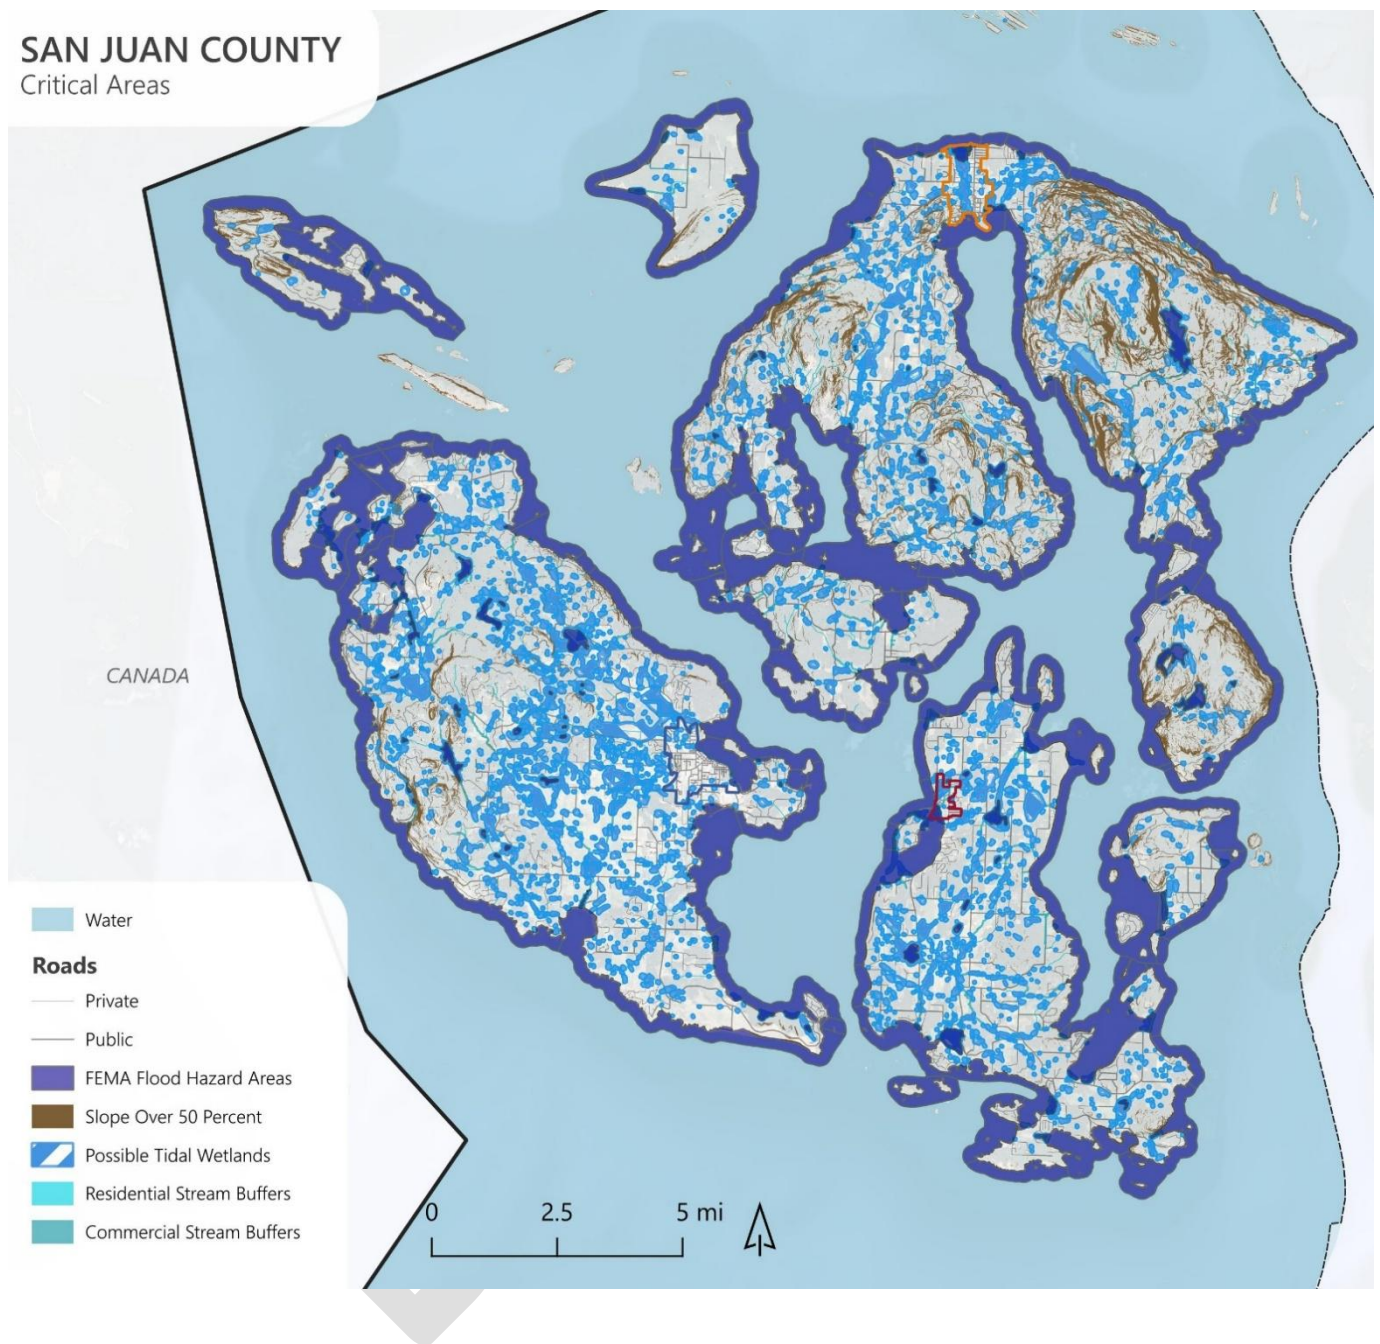 SAN JUAN COUNTY
Critical Areas
CANADA
Water
Roads
Private
Public
FEMA Flood Hazard Areas
Slope Over 50 Percent
Possible Tidal Wetlands
Residential Stream Buffers
Commercial Stream Buffers
0 2.5 5 mi